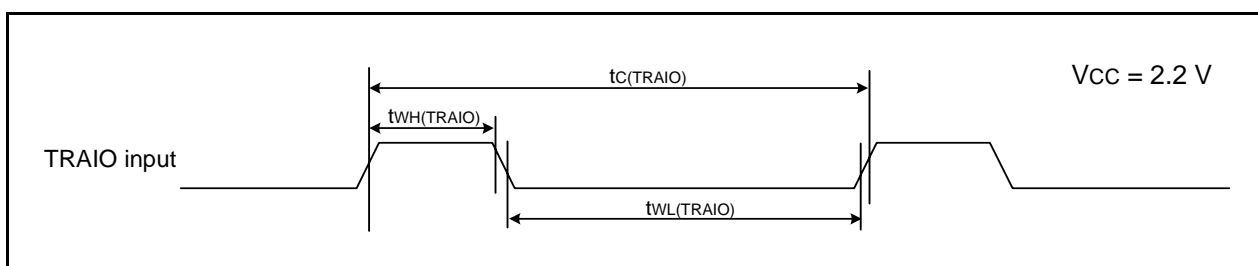 tC(TRAIO)
VCC = 2.2 V
tWH(TRAIO)
TRAIO input
tWL(TRAIO)